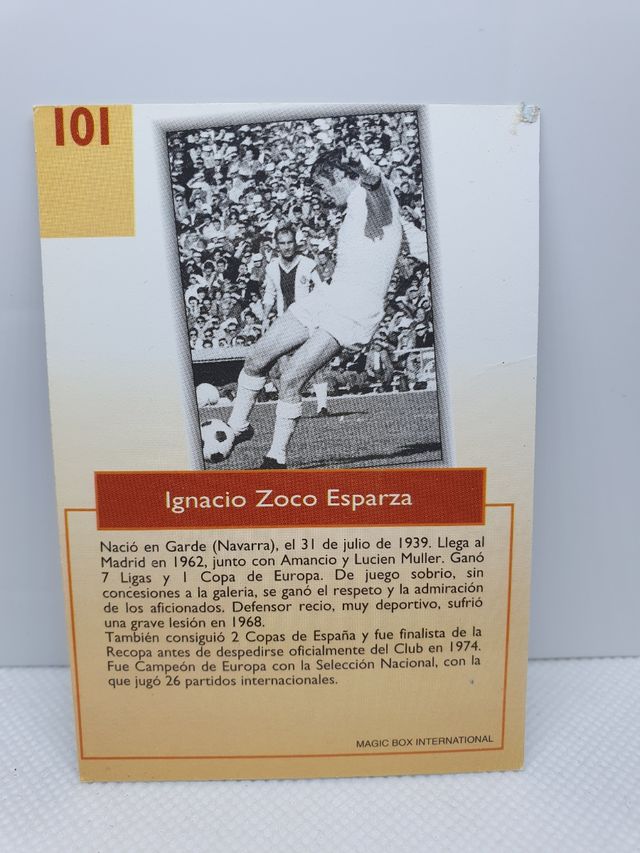 101
Ignacio Zoco Esparza
Nació en Garde (Navarra), el 31 de julio de 1939. Llega al
Madrid en 1962, junto con Amancio y Lucien Muller. Ganó
7 Ligas y 1 Copa de Europa. De juego sobrio, sin
concesiones a la galeria, se ganó el respeto y la admiración
de los aficionados. Defensor recio, muy deportivo, sufrió
una grave lesión en 1968.
También consiguió 2 Copas de España y fue finalista de la
Recopa antes de despedirse oficialmente del Club en 1974.
Fue Campeón de Europa con la Selección Nacional, con la
que jugó 26 partidos internacionales.
MAGIC BOX INTERNATIONAL